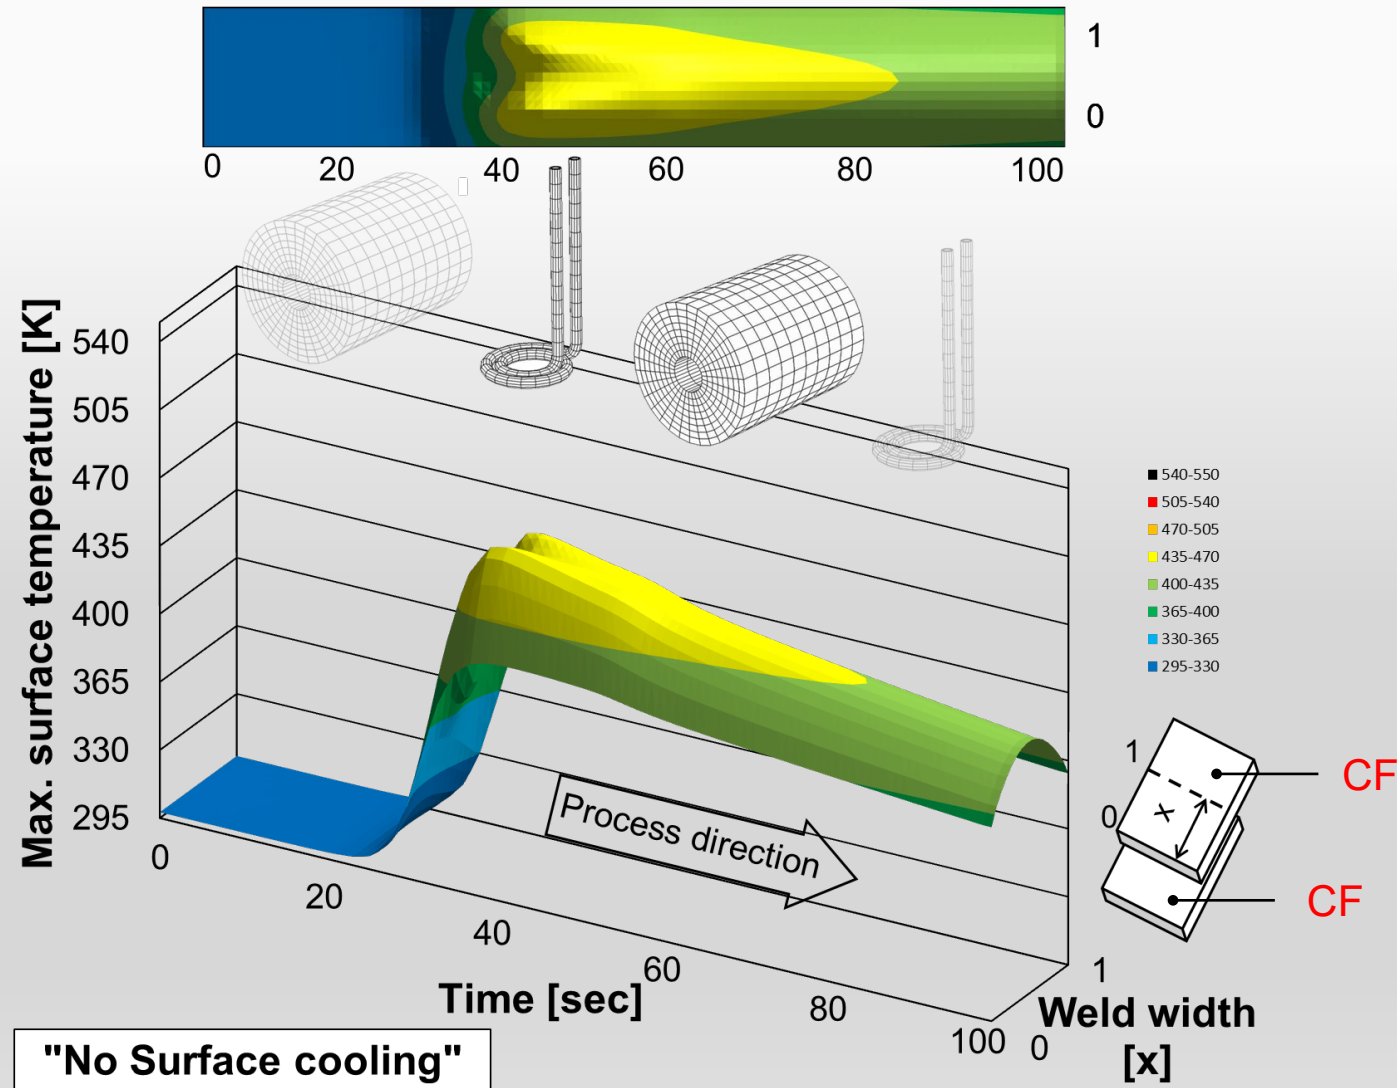 1
0
0 20 40 60 80 100
Max. surface temperature [K]
540
505
470
435
400
365
330
295
0
20
40
60
80
100
Time [sec]
0
1
Weld width
[x]
Process direction
540-550
505-540
470-505
435-470
400-435
365-400
330-365
295-330
1
0
x
CF
CF
"No Surface cooling"